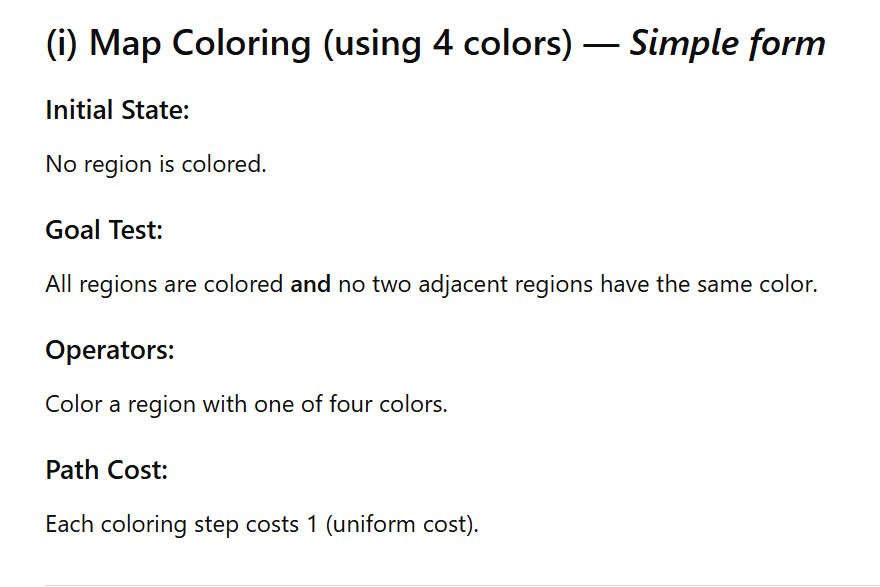 (i) Map Coloring (using 4 colors) — Simple form
Initial State:
No region is colored.
Goal Test:
All regions are colored and no two adjacent regions have the same color.
Operators:
Color a region with one of four colors.
Path Cost:
Each coloring step costs 1 (uniform cost).